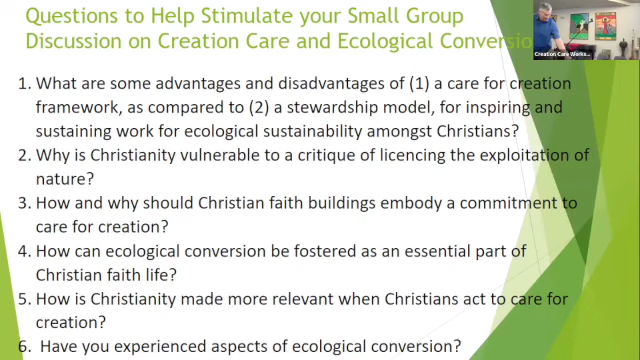 Questions to Help Stimulate your Small Group
Discussion on Creation Care and Ecological Conversio
Creation Care Works...
1. What are some advantages and disadvantages of (1) a care for creation
framework, as compared to (2) a stewardship model, for inspiring and
sustaining work for ecological sustainability amongst Christians?
2. Why is Christianity vulnerable to a critique of licencing the exploitation of
nature?
3. How and why should Christian faith buildings embody a commitment to
care for creation?
4. How can ecological conversion be fostered as an essential part of
Christian faith life?
5. How is Christianity made more relevant when Christians act to care for
creation?
6. Have you experienced aspects of ecological conversion?